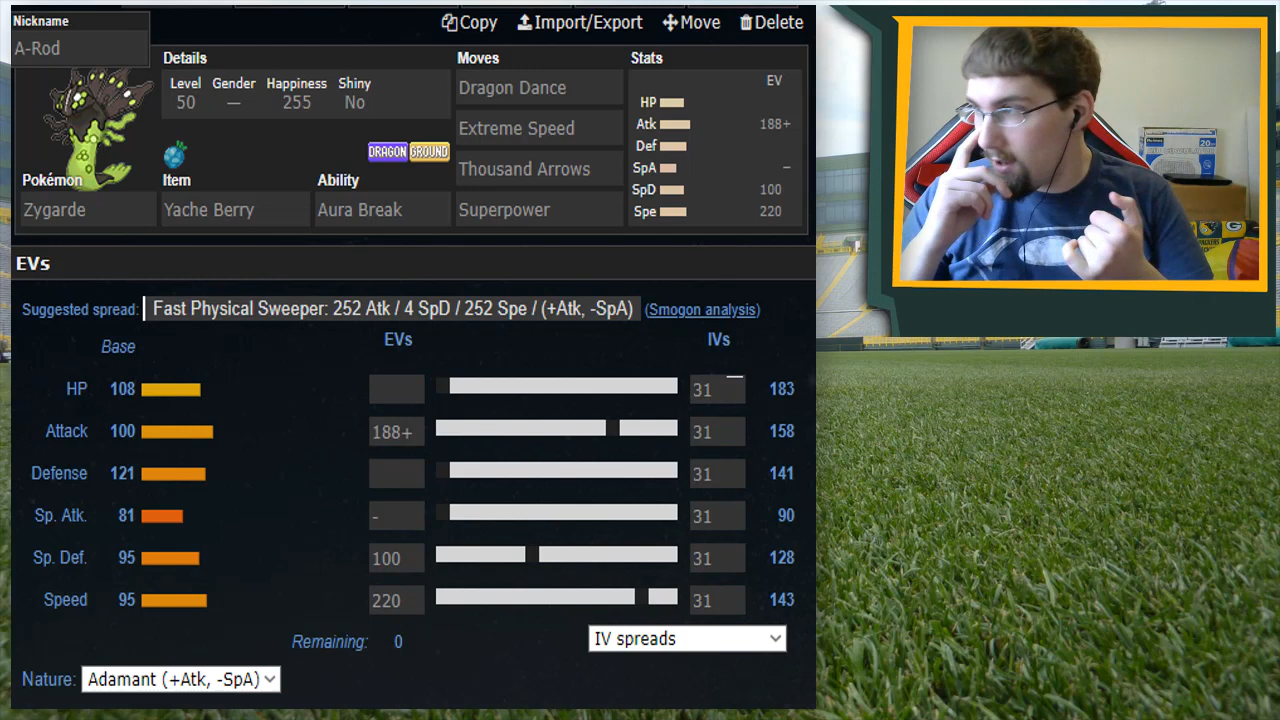 Nickname
Copy Import/Export Move Delete
A-Rod
Details
Moves
Stats
Level Gender Happiness Shiny
50 — 255 No
Dragon Dance
EV
HP
Extreme Speed
Atk 188+
Def
DRAGON GROUND
Thousand Arrows
SpA –
Pokémon Item Ability
SpD 100
Zygarde Yache Berry Aura Break Superpower
Spe 220
EVs
Suggested spread: Fast Physical Sweeper: 252 Atk / 4 SpD / 252 Spe / (+Atk, -SpA) (Smogon analysis)
Base EVs IVs
HP 108 31 183
Attack 100 188+ 31 158
Defense 121 31 141
Sp. Atk. 81 - 31 90
Sp. Def. 95 100 31 128
Speed 95 220 31 143
Remaining: 0 IV spreads
Nature: Adamant (+Atk, -SpA)